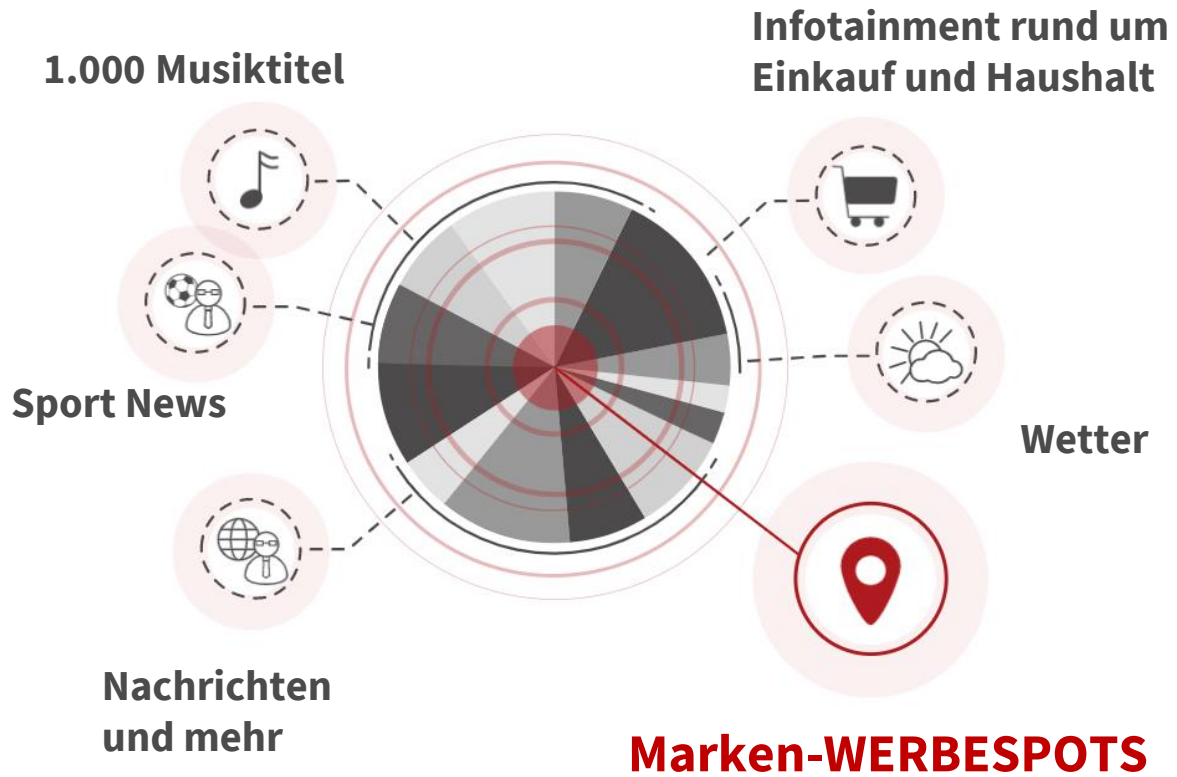 Infotainment rund um
Einkauf und Haushalt
1.000 Musiktitel
Sport News
Wetter
Nachrichten
und mehr
Marken-WERBESPOTS